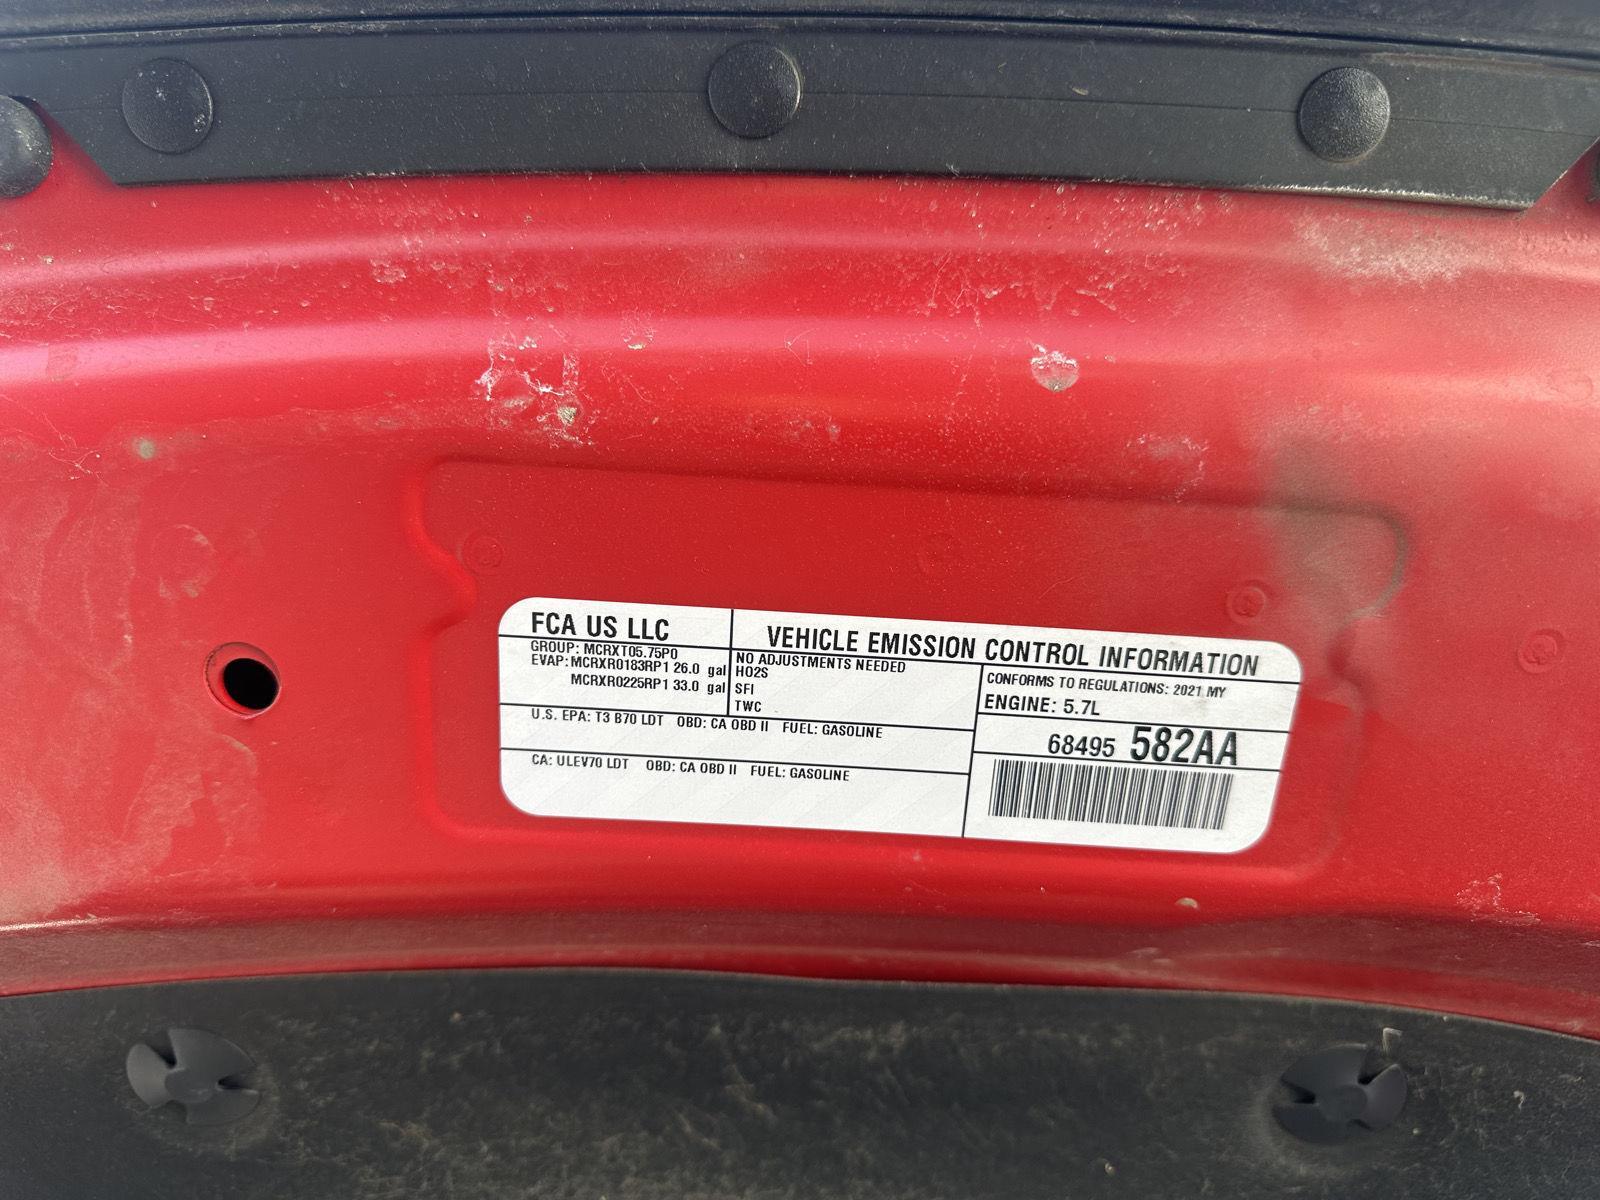 FCA US LLC
GROUP: MCRXT05.75P0
EVAP: MCRXR0183RP1 26.0 gal
MCRXR0225RP1 33.0 gal
VEHICLE EMISSION CONTROL INFORMATION
NO ADJUSTMENTS NEEDED
HO2S
SFI
TWC
CONFORMS TO REGULATIONS: 2021 MY
ENGINE: 5.7L
U.S. EPA: T3 B70 LDT OBD: CA OBD II FUEL: GASOLINE
CA: ULEV70 LDT OBD: CA OBD II FUEL: GASOLINE
68495 582AA